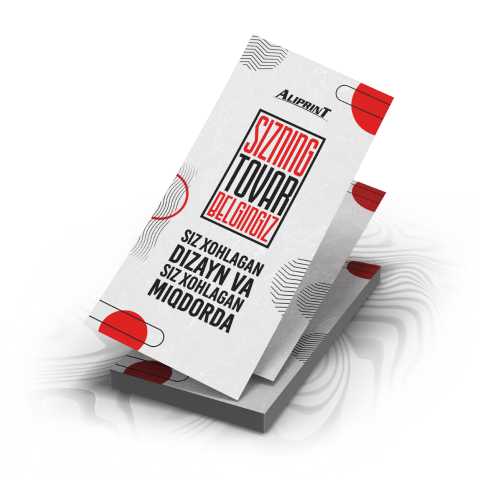 ALIPRINT
SIZNING
TOVAR
BELGINGIZ
SIZ XOHLAGAN
DIZAYN VA
SIZ XOHLAGAN
MIQDORDA